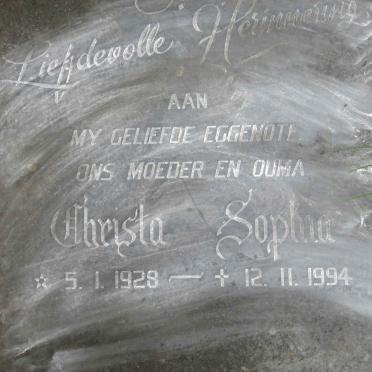 Liefdevolle Herinnering
AAN
MY GELIEFDE EGGENOTE
ONS MOEDER EN OUMA
Christa Sophia
☆ 5. 1. 1928 — ✝ 12. 11. 1994